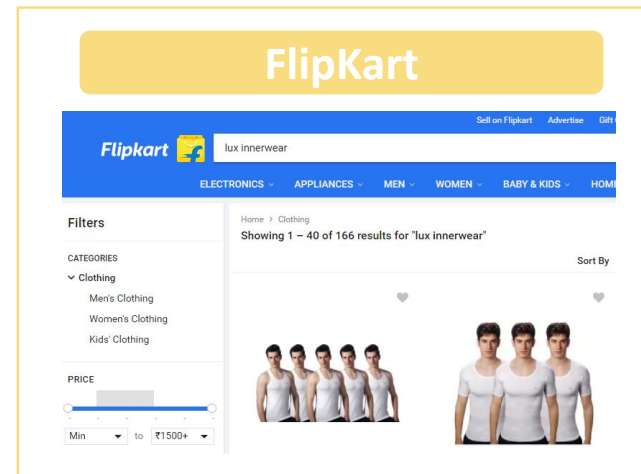 FlipKart
Sell on Flipkart Advertise Gift
Flipkart lux innerwear
ELECTRONICS APPLIANCES MEN WOMEN BABY & KIDS HOME
Filters
CATEGORIES
Clothing
Men's Clothing
Women's Clothing
Kids' Clothing
PRICE
Min to ₹1500+
Home > Clothing
Showing 1 – 40 of 166 results for "lux innerwear"
Sort By